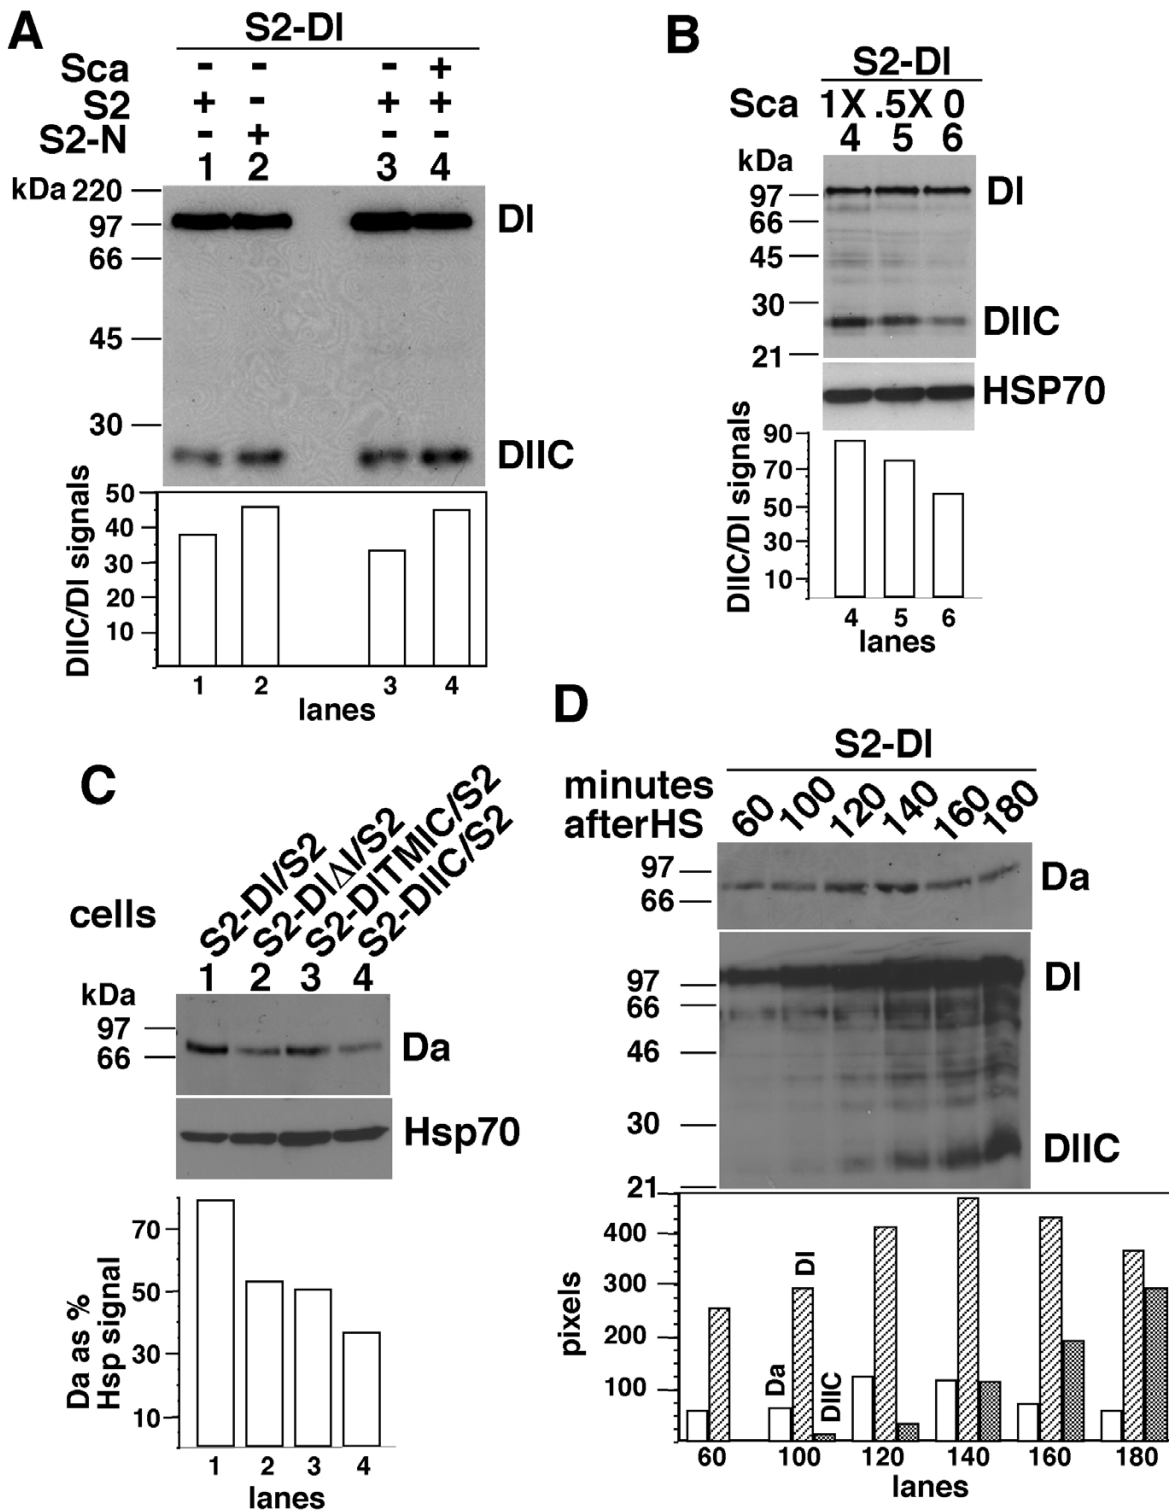 A
S2-Dl
Sca - - - +
S2 + - + +
S2-N - + - -
1 2 3 4
kDa 220
97
66
45
30
Dl
DlIC
DlIC/Dl signals
50
40
30
20
10
1 2 3 4
lanes
B
S2-Dl
Sca 1X .5X 0
4 5 6
kDa
97
66
45
30
21
Dl
DlIC
HSP70
DlIC/Dl signals
90
70
50
30
10
4 5 6
lanes
C
cells
S2-Dl/S2
S2-DlΔI/S2
S2-DlTMIC/S2
S2-DlIC/S2
1 2 3 4
kDa
97
66
Da
Hsp70
Da as %
Hsp signal
70
50
30
10
1 2 3 4
lanes
D
S2-Dl
minutes
afterHS
60 100 120 140 160 180
97
66
Da
97
66
46
30
21
Dl
DlIC
pixels
400
300
200
100
Da
Dl
DlIC
60 100 120 140 160 180
lanes